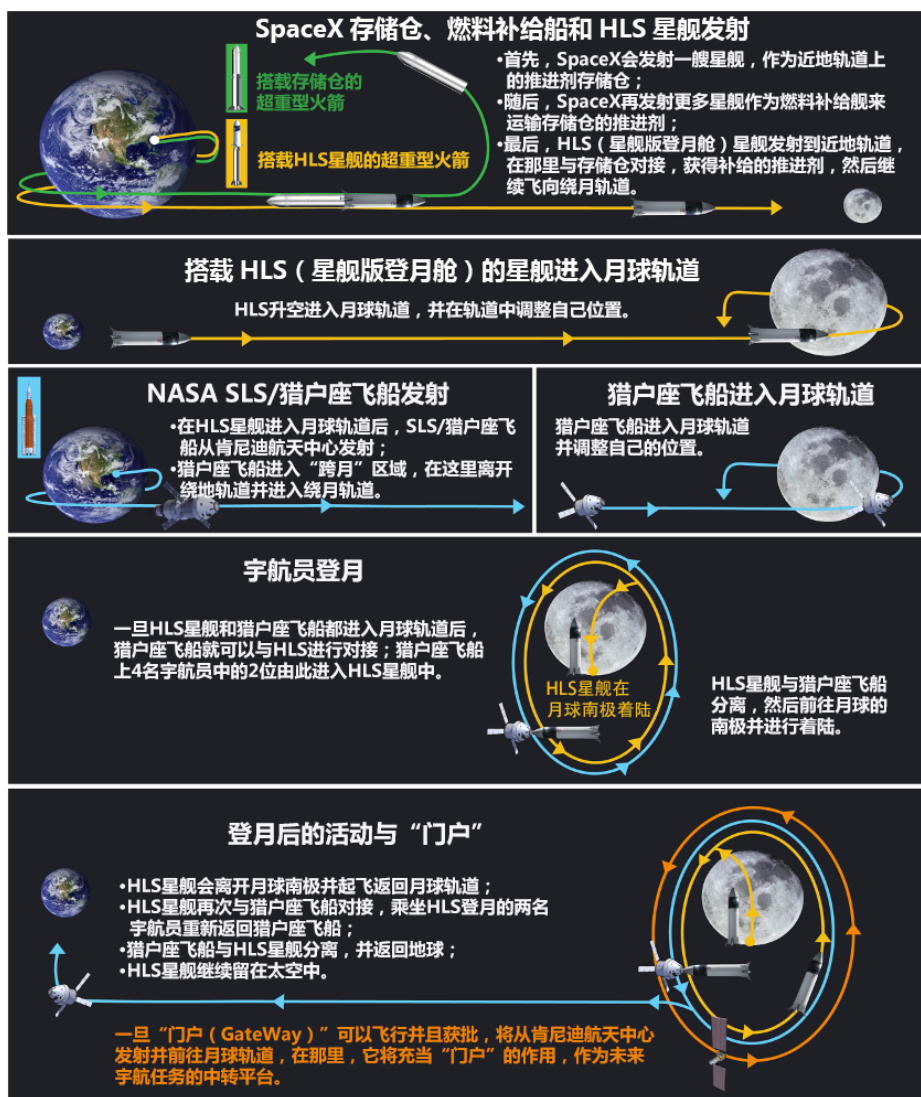 SpaceX 存储仓、燃料补给船和 HLS 星舰发射
搭载存储仓的
超重型火箭
搭载HLS星舰的超重型火箭
•首先，SpaceX会发射一艘星舰，作为近地轨道上
的推进剂存储仓；
•随后，SpaceX再发射更多星舰作为燃料补给舰来
运输存储仓的推进剂；
•最后，HLS（星舰版登月舱）星舰发射到近地轨道，
在那里与存储仓对接，获得补给的推进剂，然后继
续飞向绕月轨道。
搭载 HLS（星舰版登月舱）的星舰进入月球轨道
HLS升空进入月球轨道，并在轨道中调整自己位置。
NASA SLS/猎户座飞船发射
•在HLS星舰进入月球轨道后，SLS/猎户座飞
船从肯尼迪航天中心发射；
•猎户座飞船进入“跨月”区域，在这里离开
绕地轨道并进入绕月轨道。
猎户座飞船进入月球轨道
猎户座飞船进入月球轨道
并调整自己的位置。
宇航员登月
一旦HLS星舰和猎户座飞船都进入月球轨道后，
猎户座飞船就可以与HLS进行对接；猎户座飞船
上4名宇航员中的2位由此进入HLS星舰中。
HLS星舰在
月球南极着陆
HLS星舰与猎户座飞船
分离，然后前往月球的
南极并进行着陆。
登月后的活动与“门户”
•HLS星舰会离开月球南极并起飞返回月球轨道；
•HLS星舰再次与猎户座飞船对接，乘坐HLS登月的两名
宇航员重新返回猎户座飞船；
•猎户座飞船与HLS星舰分离，并返回地球；
•HLS星舰继续留在太空中。
一旦“门户（GateWay）”可以飞行并且获批，将从肯尼迪航天中心
发射并前往月球轨道，在那里，它将充当“门户”的作用，作为未来
宇航任务的中转平台。